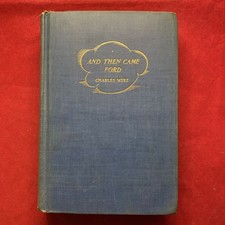 AND THEN CAME
FORD
CHARLES MERZ